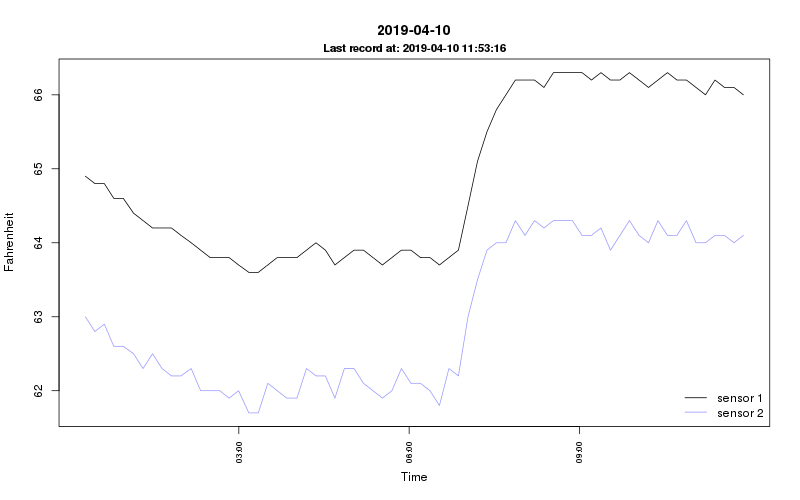 2019-04-10
Last record at: 2019-04-10 11:53:16
Fahrenheit
66
65
64
63
62
sensor 1
sensor 2
03:00
06:00
09:00
Time